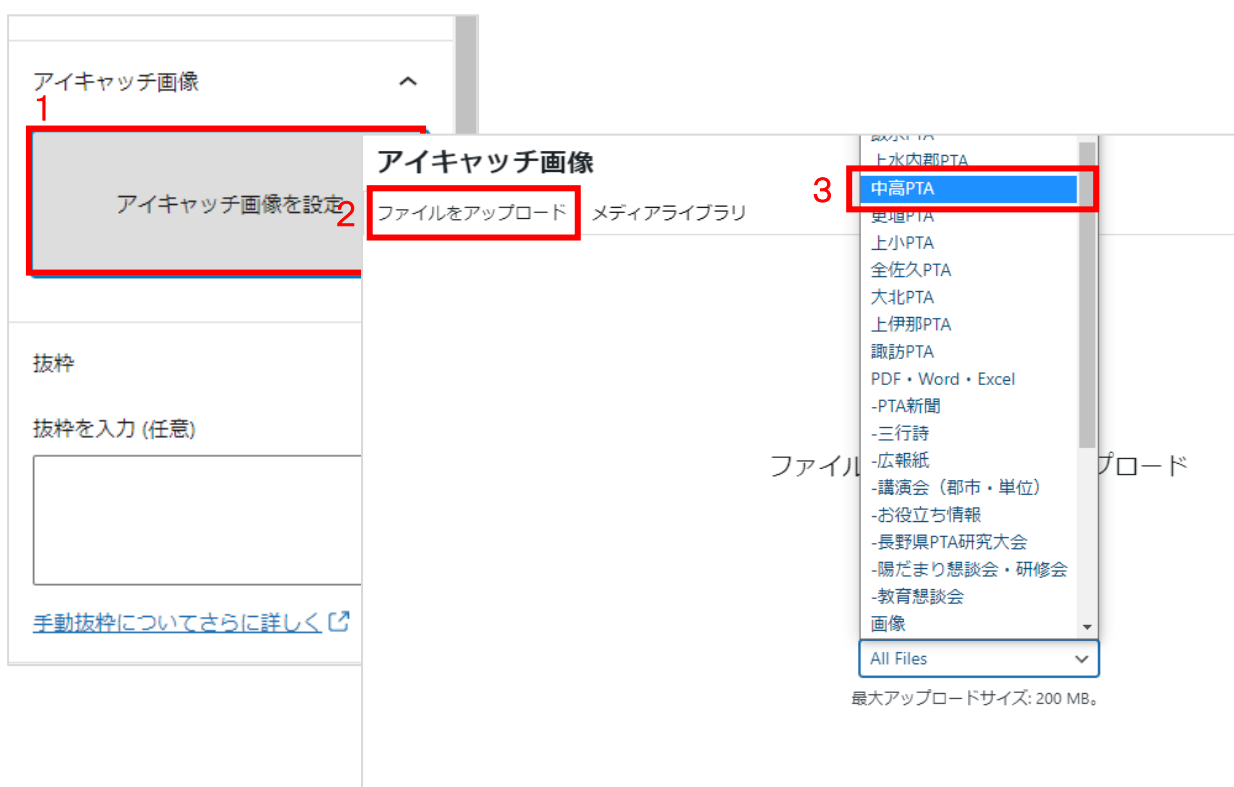 アイキャッチ画像
1
アイキャッチ画像を設定
抜粋
抜粋を入力 (任意)
手動抜粋についてさらに詳しく
アイキャッチ画像
2
ファイルをアップロード
メディアライブラリ
上水内郡PTA
3
中高PTA
更埴PTA
上小PTA
全佐久PTA
大北PTA
上伊那PTA
諏訪PTA
PDF・Word・Excel
-PTA新聞
-三行詩
-広報紙
-講演会（郡市・単位）
-お役立ち情報
-長野県PTA研究大会
-陽だまり懇談会・研修会
-教育懇談会
画像
ファイル
プロード
All Files
最大アップロードサイズ: 200 MB。